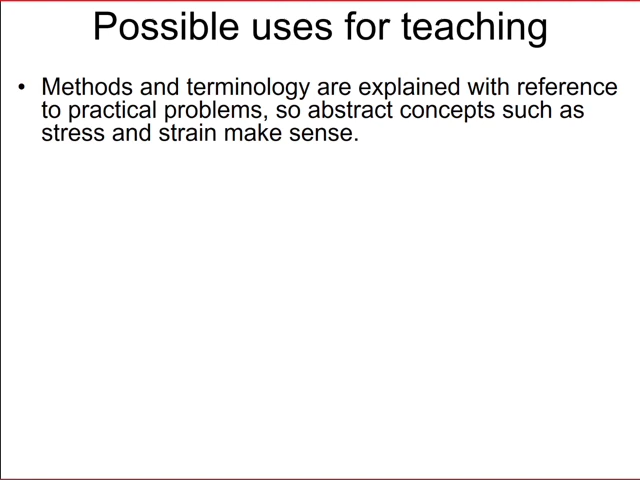 Possible uses for teaching
• Methods and terminology are explained with reference
to practical problems, so abstract concepts such as
stress and strain make sense.